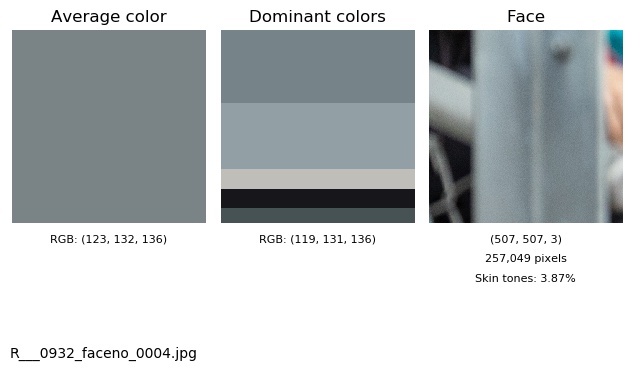 Average color
Dominant colors
Face
RGB: (123, 132, 136)
RGB: (119, 131, 136)
(507, 507, 3)
257,049 pixels
Skin tones: 3.87%
R___0932_faceno_0004.jpg